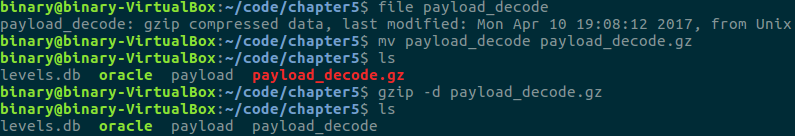 binary@binary-VirtualBox:~/code/chapter5$ file payload_decode
payload_decode: gzip compressed data, last modified: Mon Apr 10 19:08:12 2017, from Unix
binary@binary-VirtualBox:~/code/chapter5$ mv payload_decode payload_decode.gz
binary@binary-VirtualBox:~/code/chapter5$ ls
levels.db  oracle  payload  payload_decode.gz
binary@binary-VirtualBox:~/code/chapter5$ gzip -d payload_decode.gz
binary@binary-VirtualBox:~/code/chapter5$ ls
levels.db  oracle  payload  payload_decode